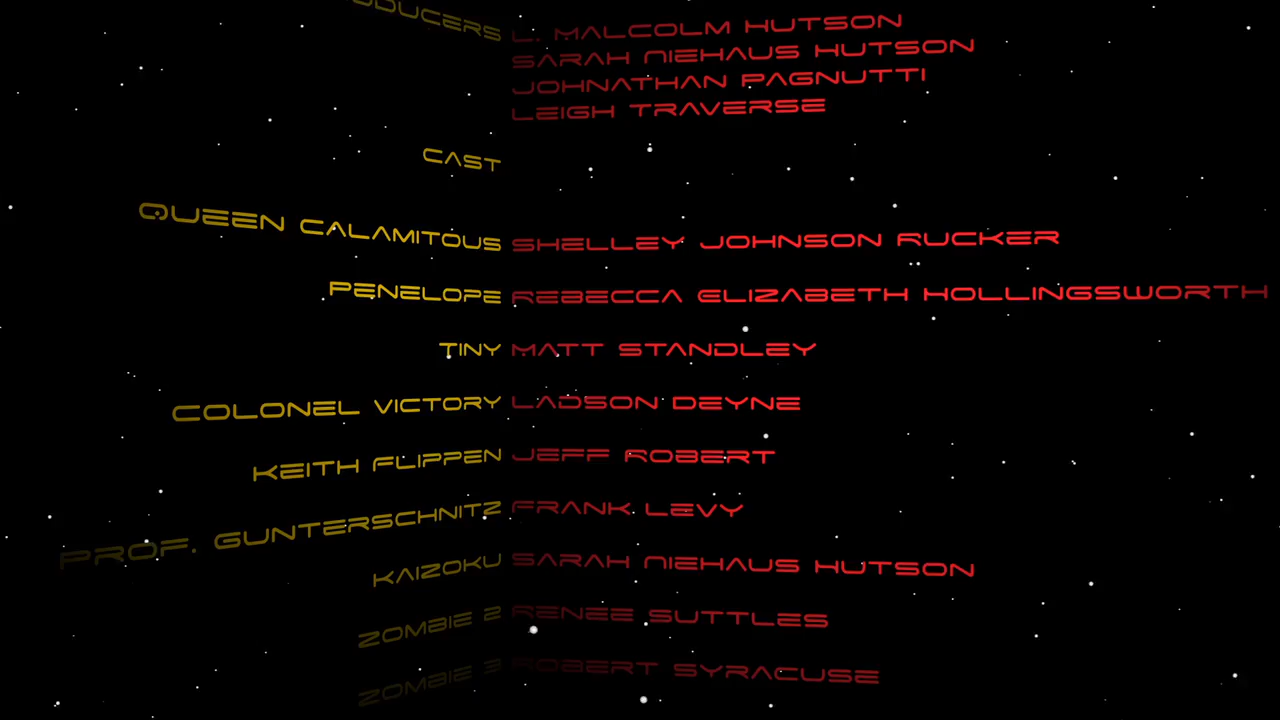 L. MALCOLM HUTSON
SARAH NIEHAUS HUTSON
JOHNATHAN PAGNUTTI
LEIGH TRAVERSE
CAST
QUEEN CALAMITOUS SHELLEY JOHNSON RUCKER
PENELOPE REBECCA ELIZABETH HOLLINGSWORTH
TINY MATT STANDLEY
COLONEL VICTORY LADSON DEYNE
KEITH FLIPPEN JEFF ROBERT
PROF. GUNTERSCHNITZ FRANK LEVY
KAIZOKU SARAH NIEHAUS HUTSON
ZOMBIE 2 RENEE SUTTLES
ZOMBIE 3 ROBERT SYRACUSE